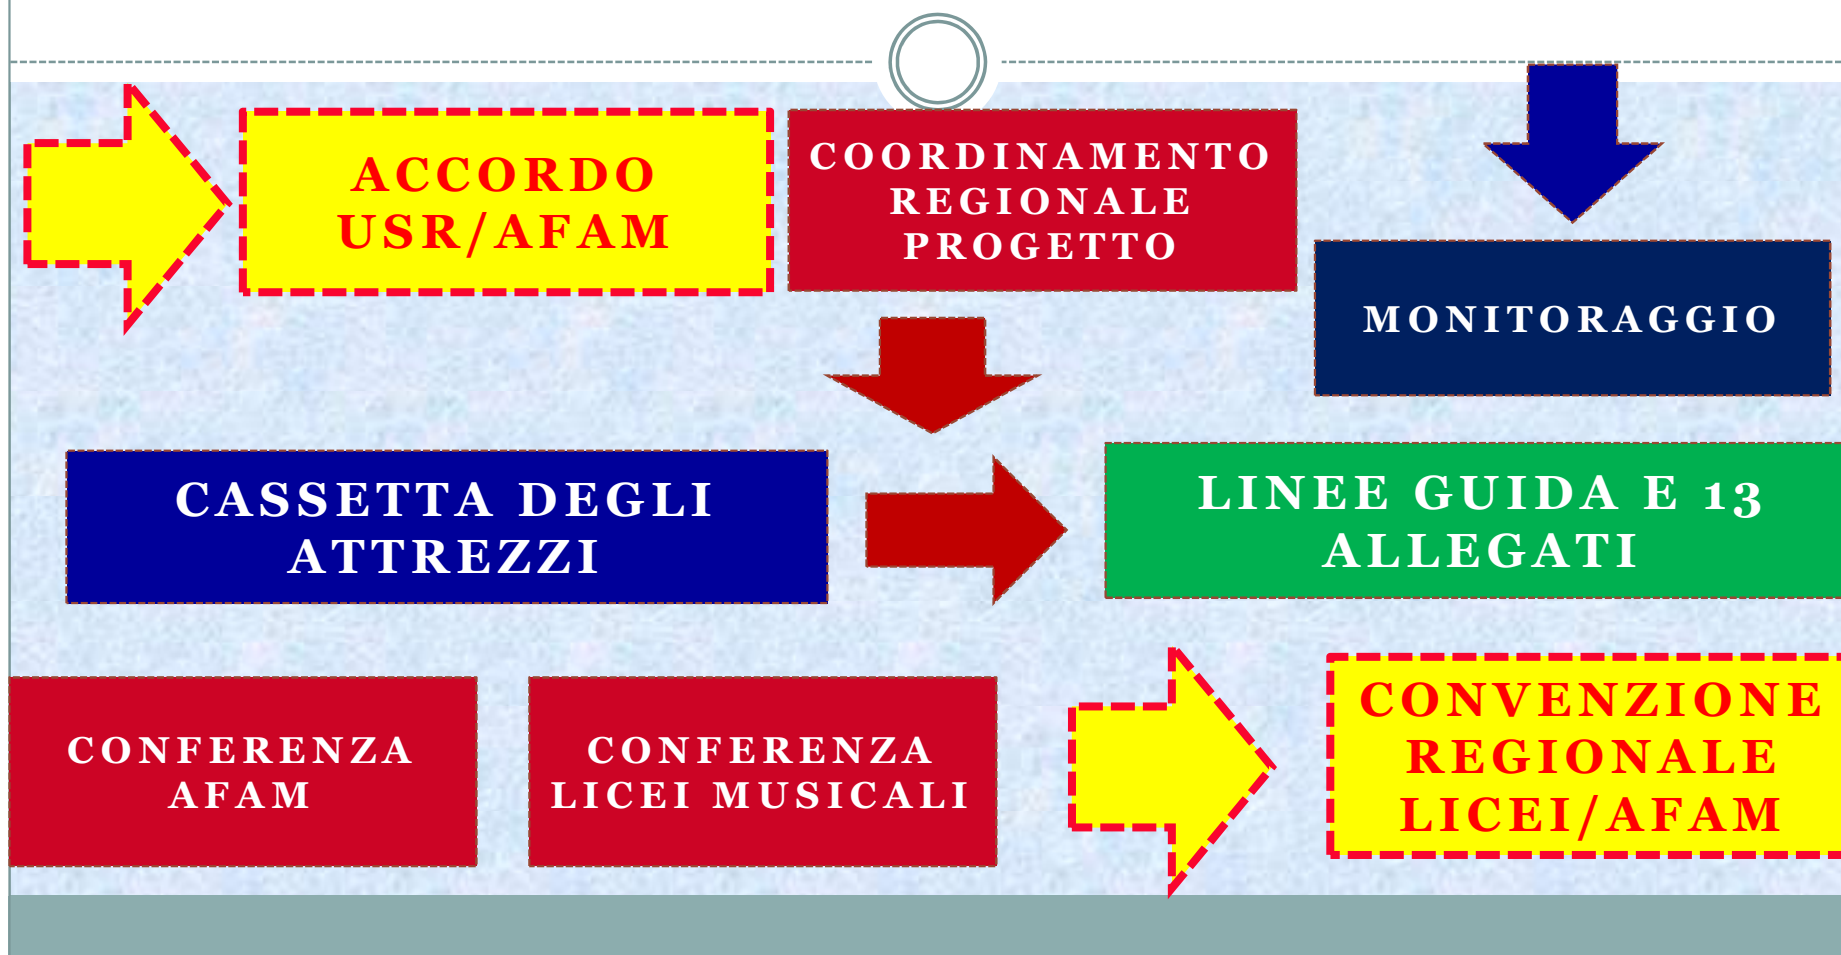 ACCORDO
USR/AFAM
COORDINAMENTO
REGIONALE
PROGETTO
MONITORAGGIO
CASSETTA DEGLI
ATTREZZI
LINEE GUIDA E 13
ALLEGATI
CONFERENZA
AFAM
CONFERENZA
LICEI MUSICALI
CONVENZIONE
REGIONALE
LICEI/AFAM